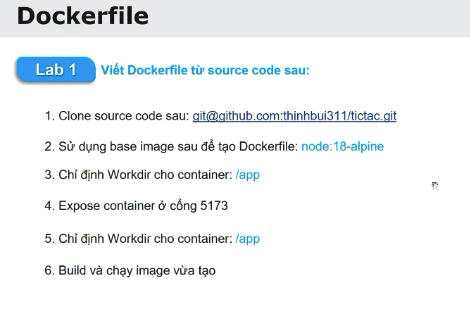 Dockerfile
Lab 1
Viết Dockerfile từ source code sau:
1. Clone source code sau: git@github.com:thinhbui311/tictac.git
2. Sử dụng base image sau để tạo Dockerfile: node:18-alpine
3. Chỉ định Workdir cho container: /app
4. Expose container ở cổng 5173
5. Chỉ định Workdir cho container: /app
6. Build và chạy image vừa tạo